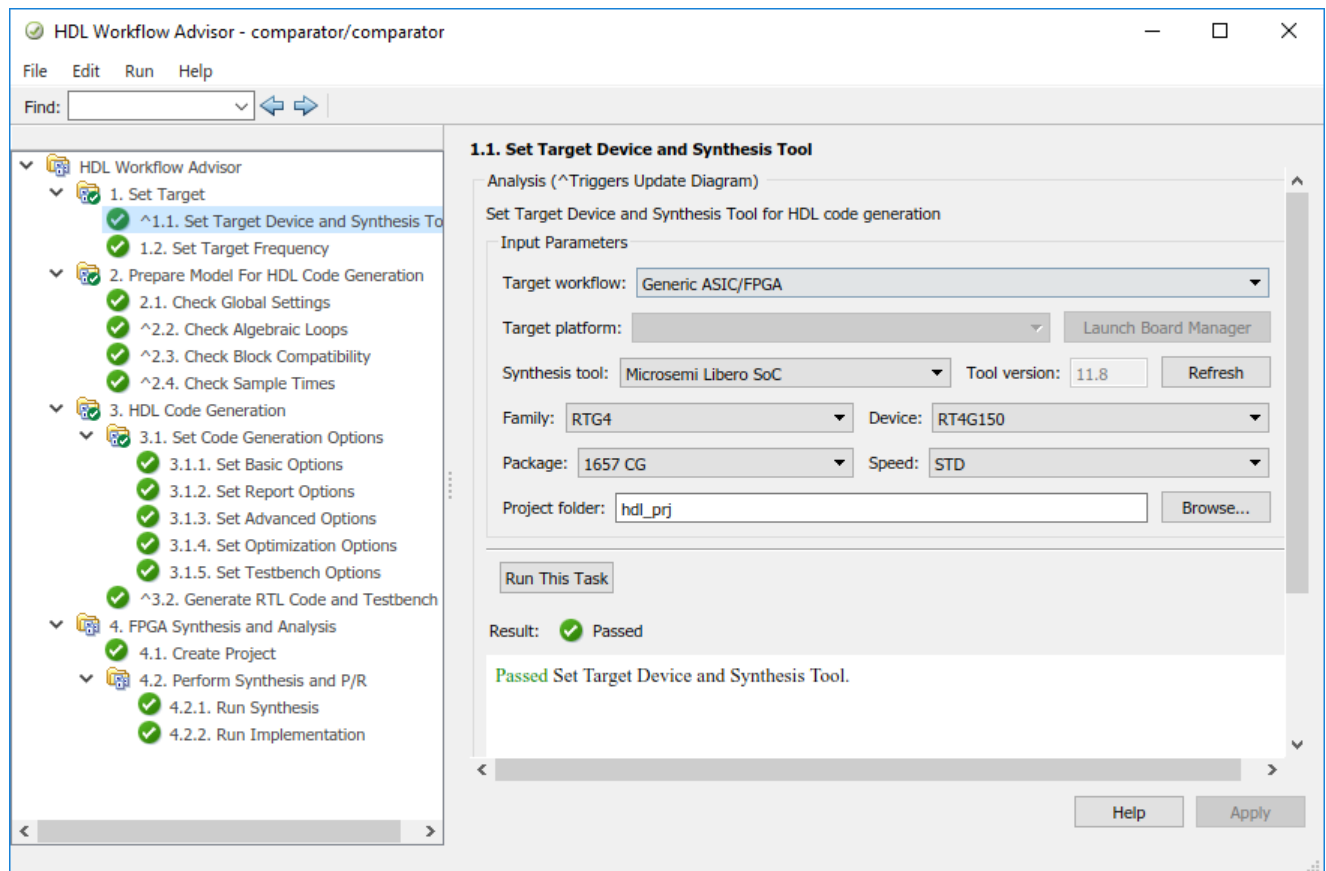 HDL Workflow Advisor - comparator/comparator
File Edit Run Help
Find:
HDL Workflow Advisor
1. Set Target
^1.1. Set Target Device and Synthesis To
1.2. Set Target Frequency
2. Prepare Model For HDL Code Generation
2.1. Check Global Settings
^2.2. Check Algebraic Loops
^2.3. Check Block Compatibility
^2.4. Check Sample Times
3. HDL Code Generation
3.1. Set Code Generation Options
3.1.1. Set Basic Options
3.1.2. Set Report Options
3.1.3. Set Advanced Options
3.1.4. Set Optimization Options
3.1.5. Set Testbench Options
^3.2. Generate RTL Code and Testbench
4. FPGA Synthesis and Analysis
4.1. Create Project
4.2. Perform Synthesis and P/R
4.2.1. Run Synthesis
4.2.2. Run Implementation
1.1. Set Target Device and Synthesis Tool
Analysis (^Triggers Update Diagram)
Set Target Device and Synthesis Tool for HDL code generation
Input Parameters
Target workflow: Generic ASIC/FPGA
Target platform: Launch Board Manager
Synthesis tool: Microsemi Libero SoC Tool version: 11.8 Refresh
Family: RTG4 Device: RT4G150
Package: 1657 CG Speed: STD
Project folder: hdl_prj Browse...
Run This Task
Result: Passed
Passed Set Target Device and Synthesis Tool.
Help Apply